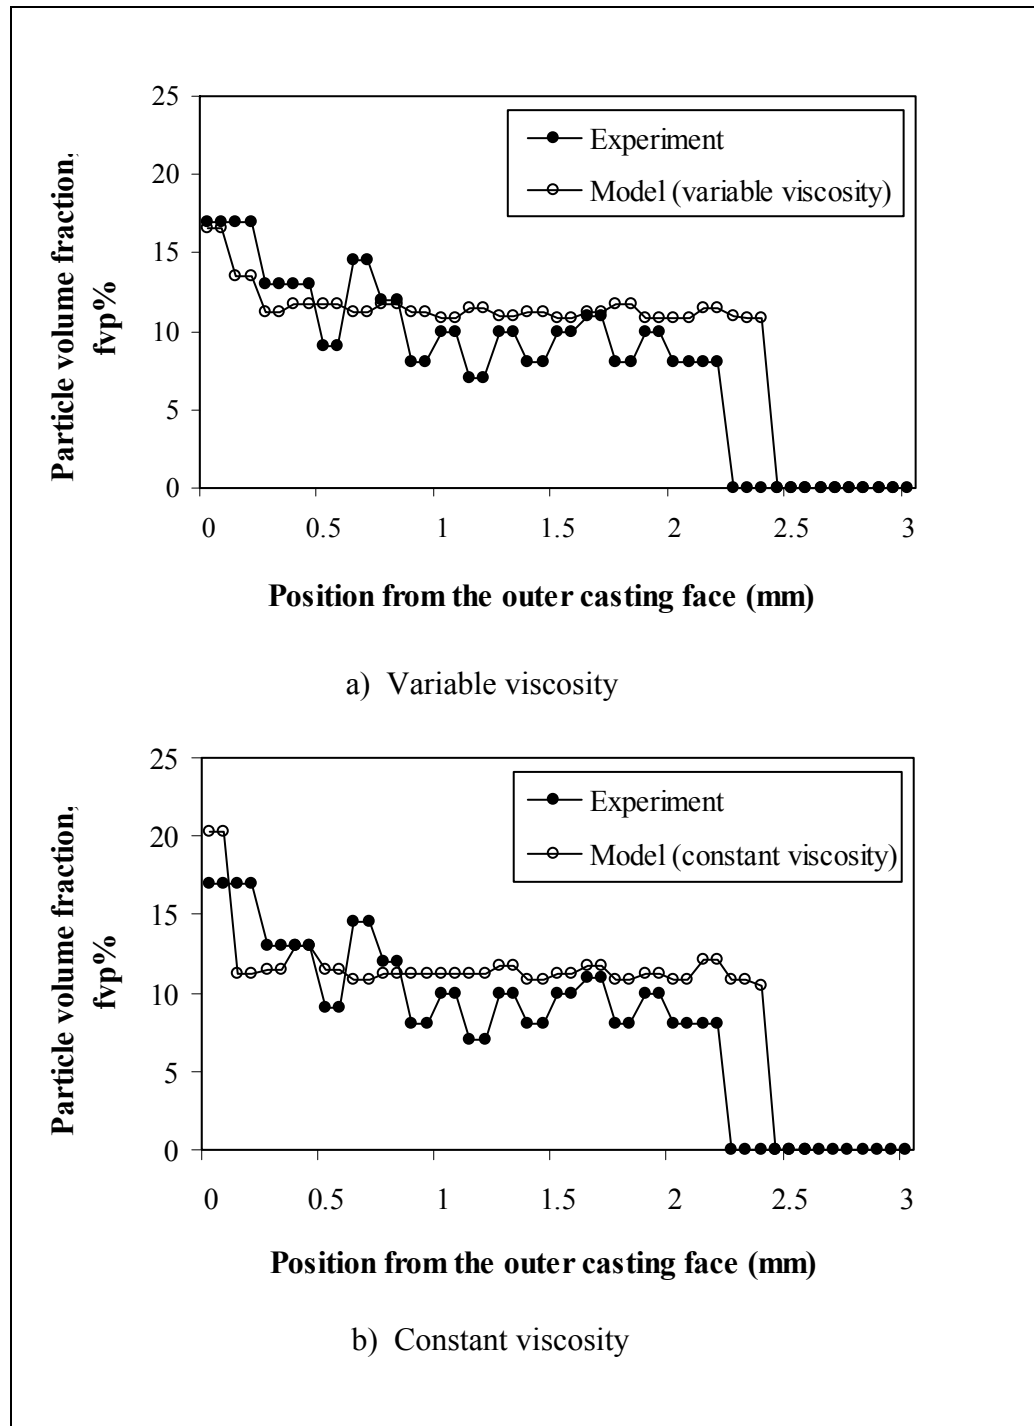 25
20
15
10
5
0
Particle volume fraction,
fvp%
Experiment
Model (variable viscosity)
0 0.5 1 1.5 2 2.5 3
Position from the outer casting face (mm)
a) Variable viscosity
25
20
15
10
5
0
Particle volume fraction,
fvp%
Experiment
Model (constant viscosity)
0 0.5 1 1.5 2 2.5 3
Position from the outer casting face (mm)
b) Constant viscosity